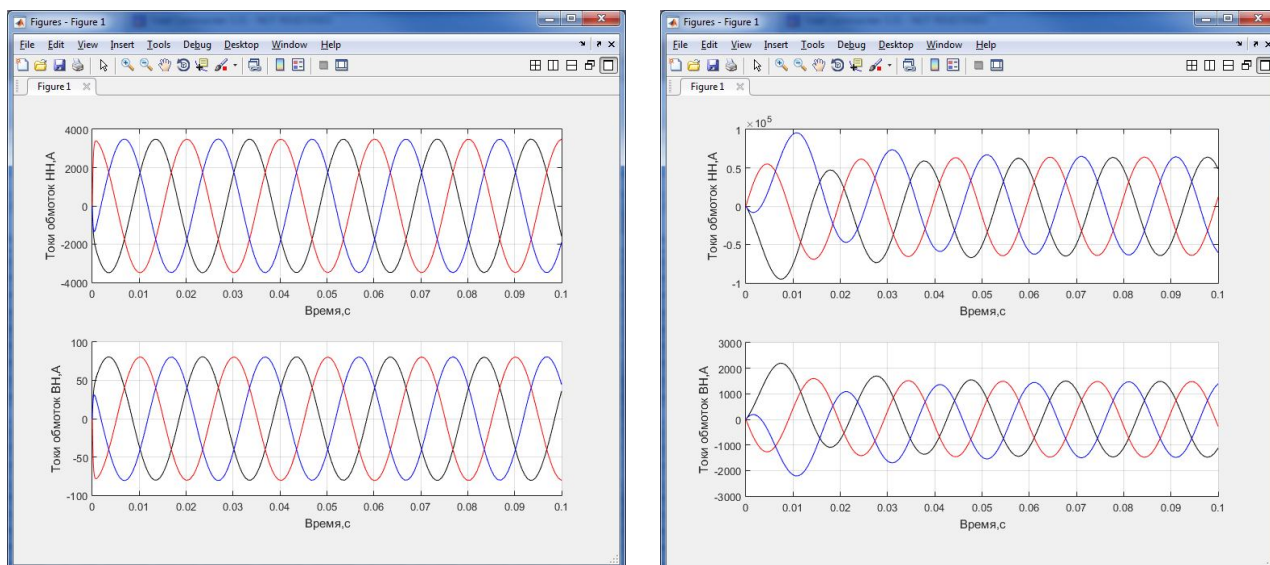 Figures - Figure 1
File Edit View Insert Tools Debug Desktop Window Help
Figure 1
4000
2000
0
-2000
-4000
Токи обмоток НН,А
0 0.01 0.02 0.03 0.04 0.05 0.06 0.07 0.08 0.09 0.1
Время,с
100
50
0
-50
-100
Токи обмоток ВН,А
0 0.01 0.02 0.03 0.04 0.05 0.06 0.07 0.08 0.09 0.1
Время,с
Figures - Figure 1
File Edit View Insert Tools Debug Desktop Window Help
Figure 1
×10⁵
1
0.5
0
-0.5
-1
Токи обмоток НН,А
0 0.01 0.02 0.03 0.04 0.05 0.06 0.07 0.08 0.09 0.1
Время,с
3000
2000
1000
0
-1000
-2000
-3000
Токи обмоток ВН,А
0 0.01 0.02 0.03 0.04 0.05 0.06 0.07 0.08 0.09 0.1
Время,с